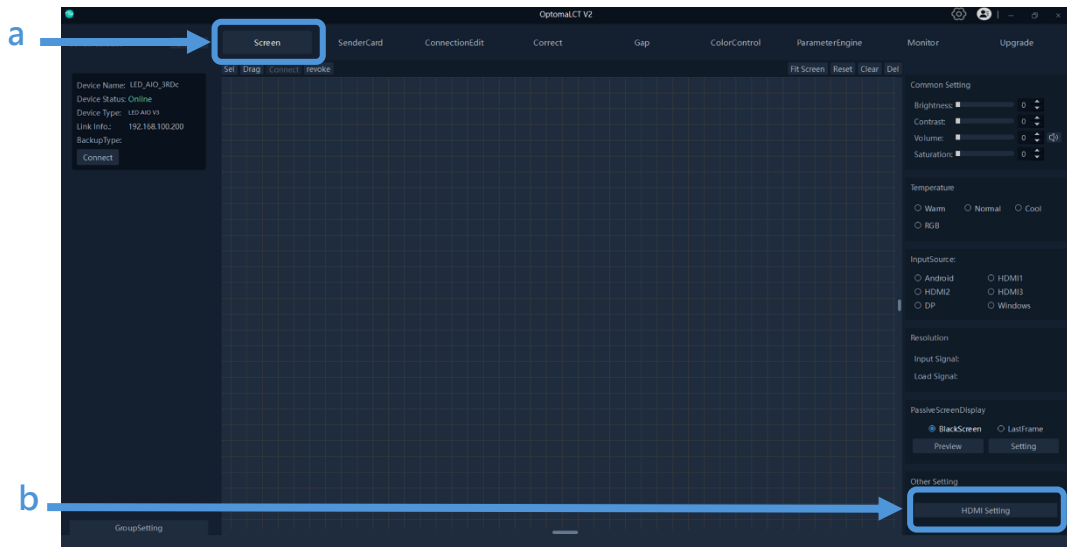 OptomaLCT V2
a
Screen SenderCard ConnectionEdit Correct Gap ColorControl ParameterEngine Monitor Upgrade
Sel Drag Connect revoke Fit Screen Reset Clear Del
Device Name: LED_AIO_3RDc
Device Status: Online
Device Type: LED AIO V3
Link Info.: 192.168.100.200
BackupType:
Connect
Common Setting
Brightness: 0
Contrast: 0
Volume: 0
Saturation: 0
Temperature
Warm Normal Cool
RGB
InputSource:
Android HDMI1
HDMI2 HDMI3
DP Windows
Resolution
Input Signal:
Load Signal:
PassiveScreenDisplay
BlackScreen LastFrame
Preview Setting
Other Setting
b
HDMI Setting
GroupSetting